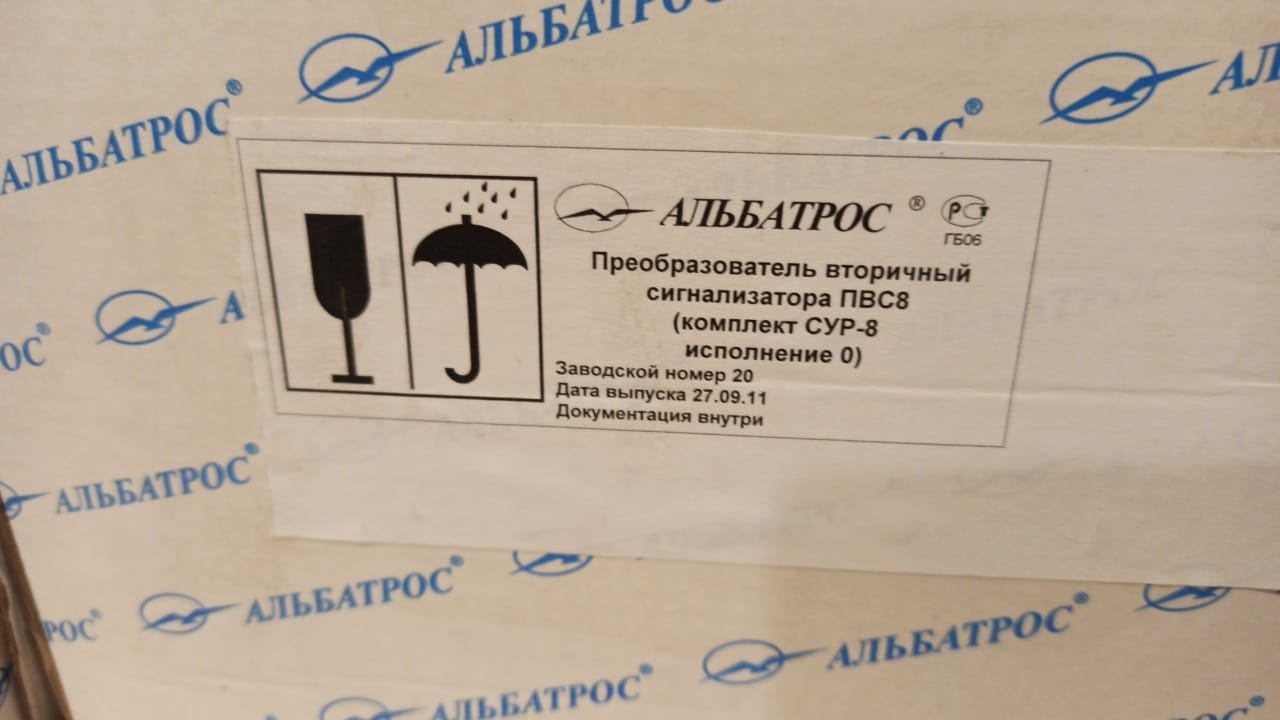 АЛЬБАТРОС®
АЛЬБАТРОС®
АЛЬБАТРОС ®
РСТ
ГБ06
Преобразователь вторичный
сигнализатора ПВС8
(комплект СУР-8
исполнение 0)
Заводской номер 20
Дата выпуска 27.09.11
Документация внутри
АЛЬБАТРОС®
АЛЬБАТРОС®
АЛЬБАТРОС®
АЛЬБАТРОС®